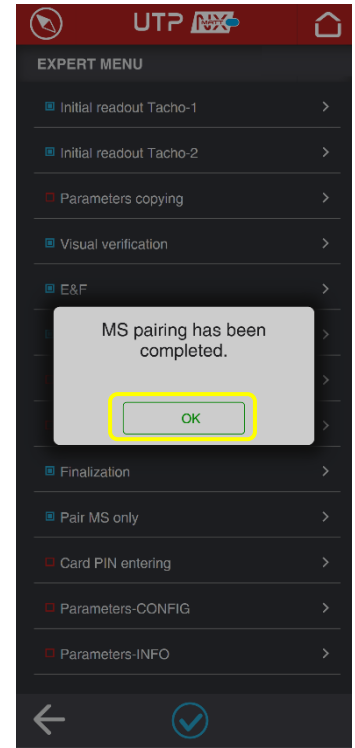 UTP NX
EXPERT MENU
Initial readout Tacho-1
Initial readout Tacho-2
Parameters copying
Visual verification
E&F
MS pairing has been
completed.
OK
Finalization
Pair MS only
Card PIN entering
Parameters-CONFIG
Parameters-INFO